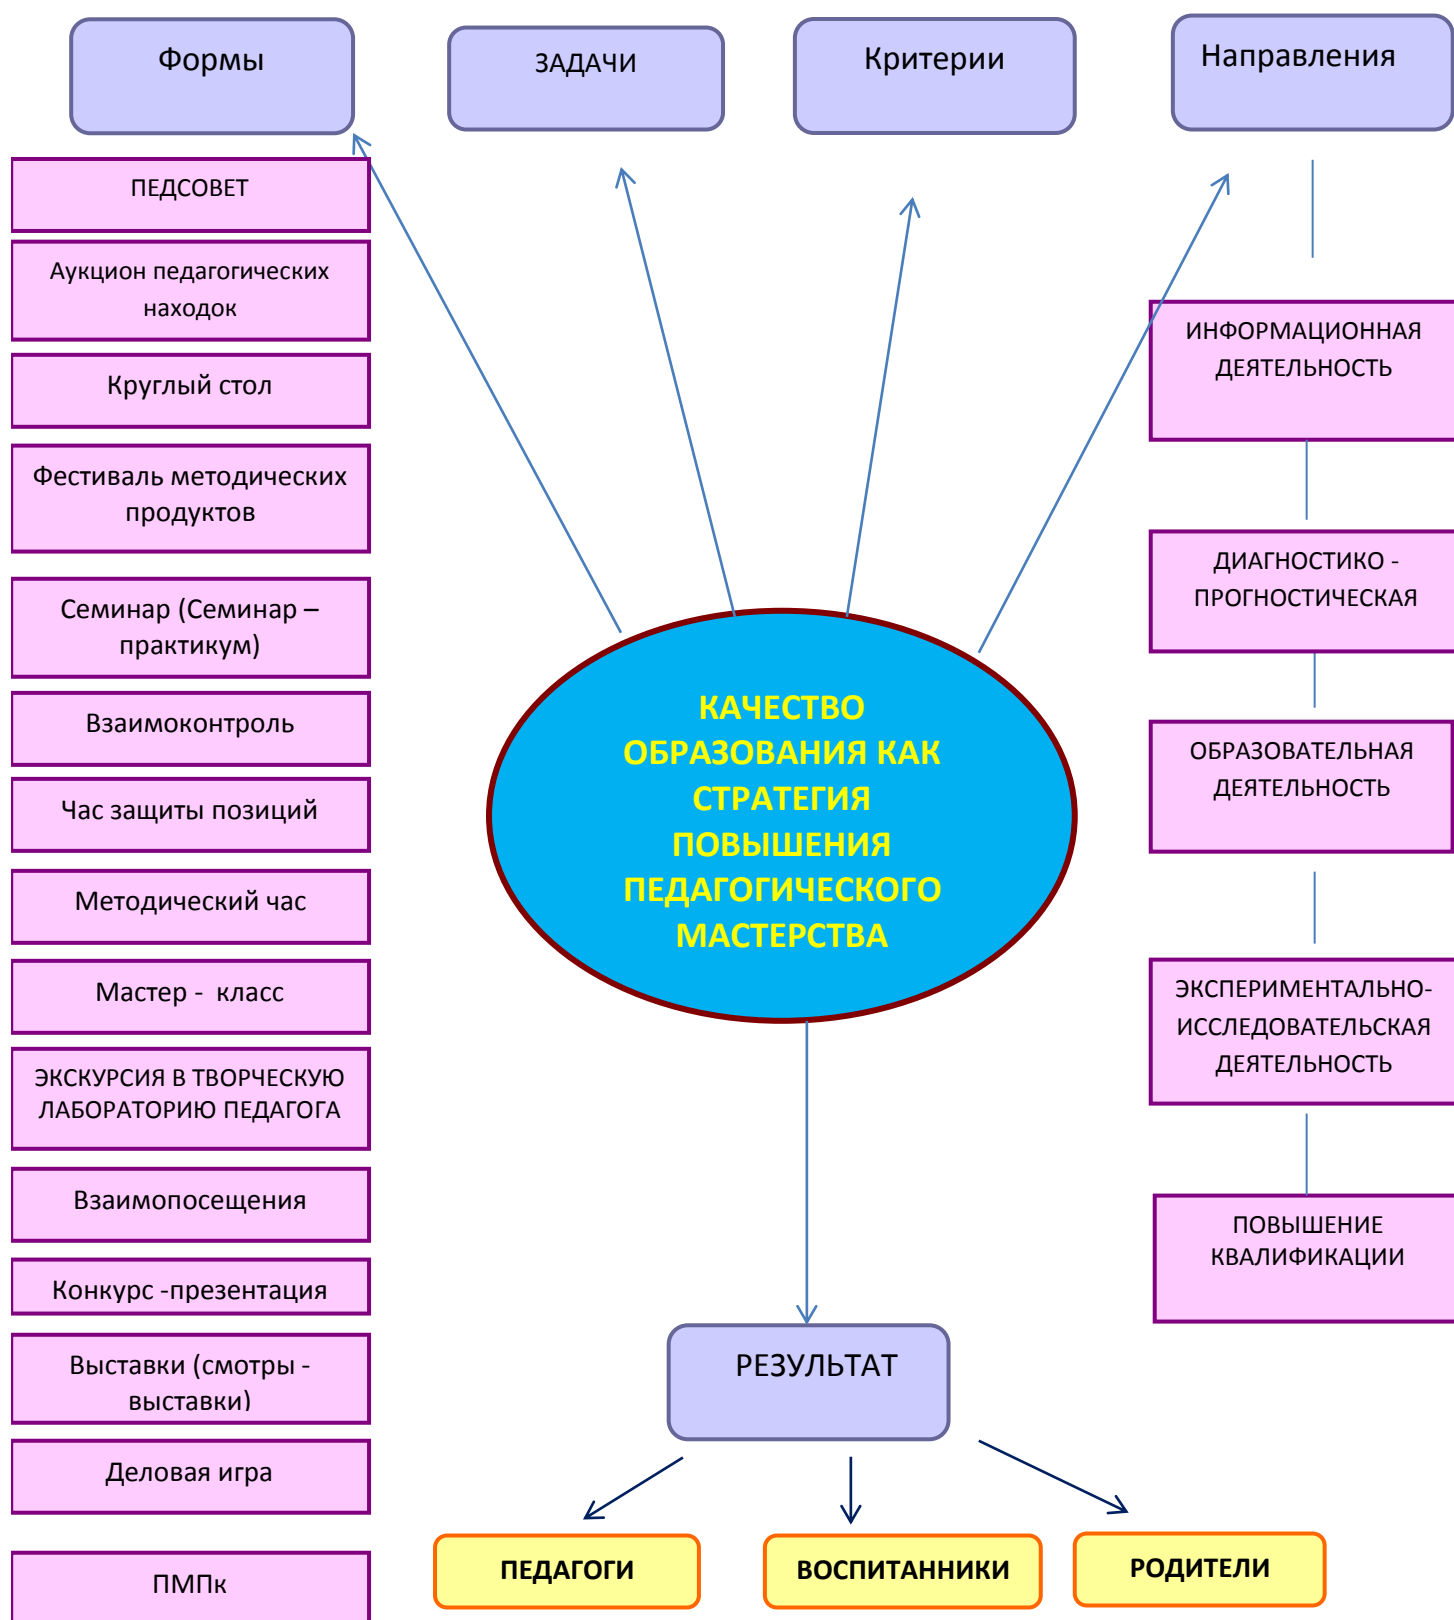 Формы
ЗАДАЧИ
Критерии
Направления
ПЕДСОВЕТ
Аукцион педагогических
находок
Круглый стол
Фестиваль методических
продуктов
Семинар (Семинар –
практикум)
Взаимоконтроль
Час защиты позиций
Методический час
Мастер - класс
ЭКСКУРСИЯ В ТВОРЧЕСКУЮ
ЛАБОРАТОРИЮ ПЕДАГОГА
Взаимопосещения
Конкурс -презентация
Выставки (смотры -
выставки)
Деловая игра
ПМПк
КАЧЕСТВО
ОБРАЗОВАНИЯ КАК
СТРАТЕГИЯ
ПОВЫШЕНИЯ
ПЕДАГОГИЧЕСКОГО
МАСТЕРСТВА
ИНФОРМАЦИОННАЯ
ДЕЯТЕЛЬНОСТЬ
ДИАГНОСТИКО -
ПРОГНОСТИЧЕСКАЯ
ОБРАЗОВАТЕЛЬНАЯ
ДЕЯТЕЛЬНОСТЬ
ЭКСПЕРИМЕНТАЛЬНО-
ИССЛЕДОВАТЕЛЬСКАЯ
ДЕЯТЕЛЬНОСТЬ
ПОВЫШЕНИЕ
КВАЛИФИКАЦИИ
РЕЗУЛЬТАТ
ПЕДАГОГИ
ВОСПИТАННИКИ
РОДИТЕЛИ